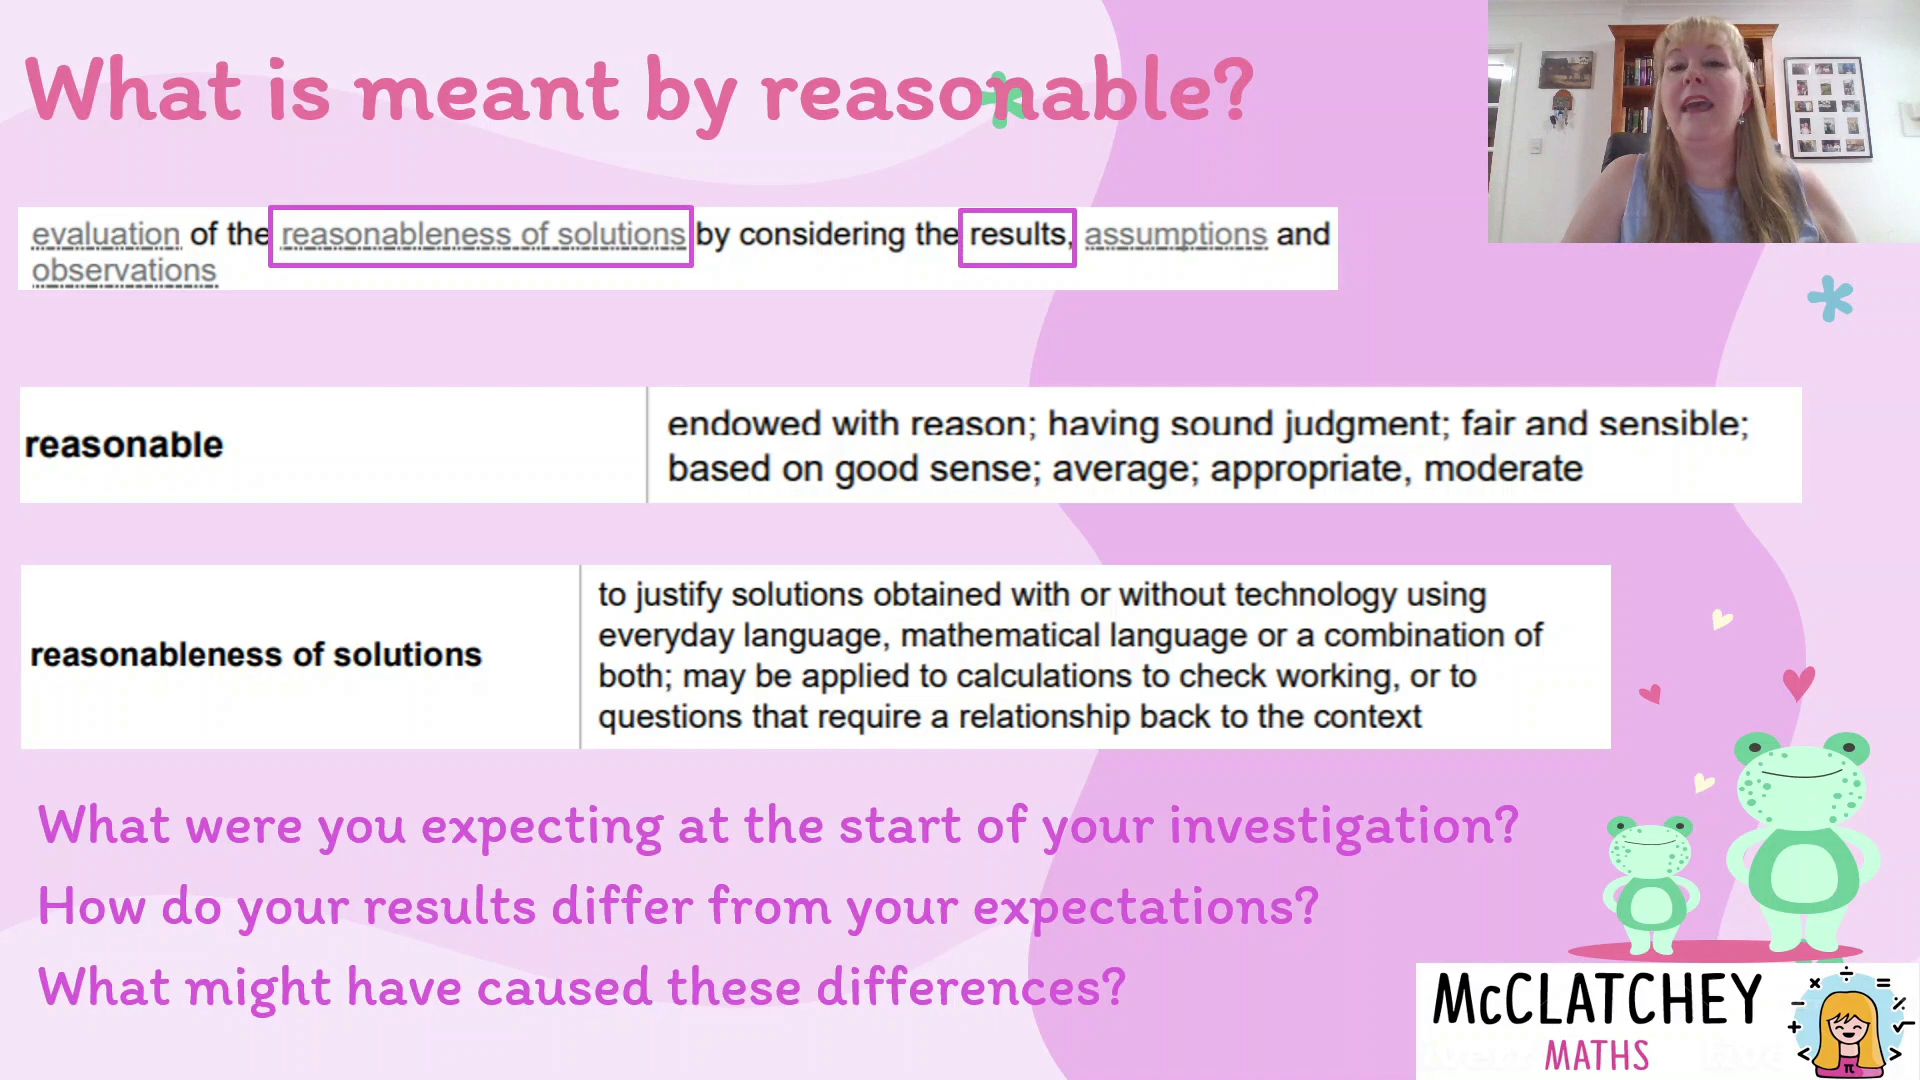 What is meant by reasonable?
evaluation of the reasonableness of solutions by considering the results, assumptions and
observations
reasonable
endowed with reason; having sound judgment; fair and sensible;
based on good sense; average; appropriate, moderate
reasonableness of solutions
to justify solutions obtained with or without technology using
everyday language, mathematical language or a combination of
both; may be applied to calculations to check working, or to
questions that require a relationship back to the context
What were you expecting at the start of your investigation?
How do your results differ from your expectations?
What might have caused these differences?
McCLATCHEY
MATHS
× ÷ =
− %
+ √
< >
π